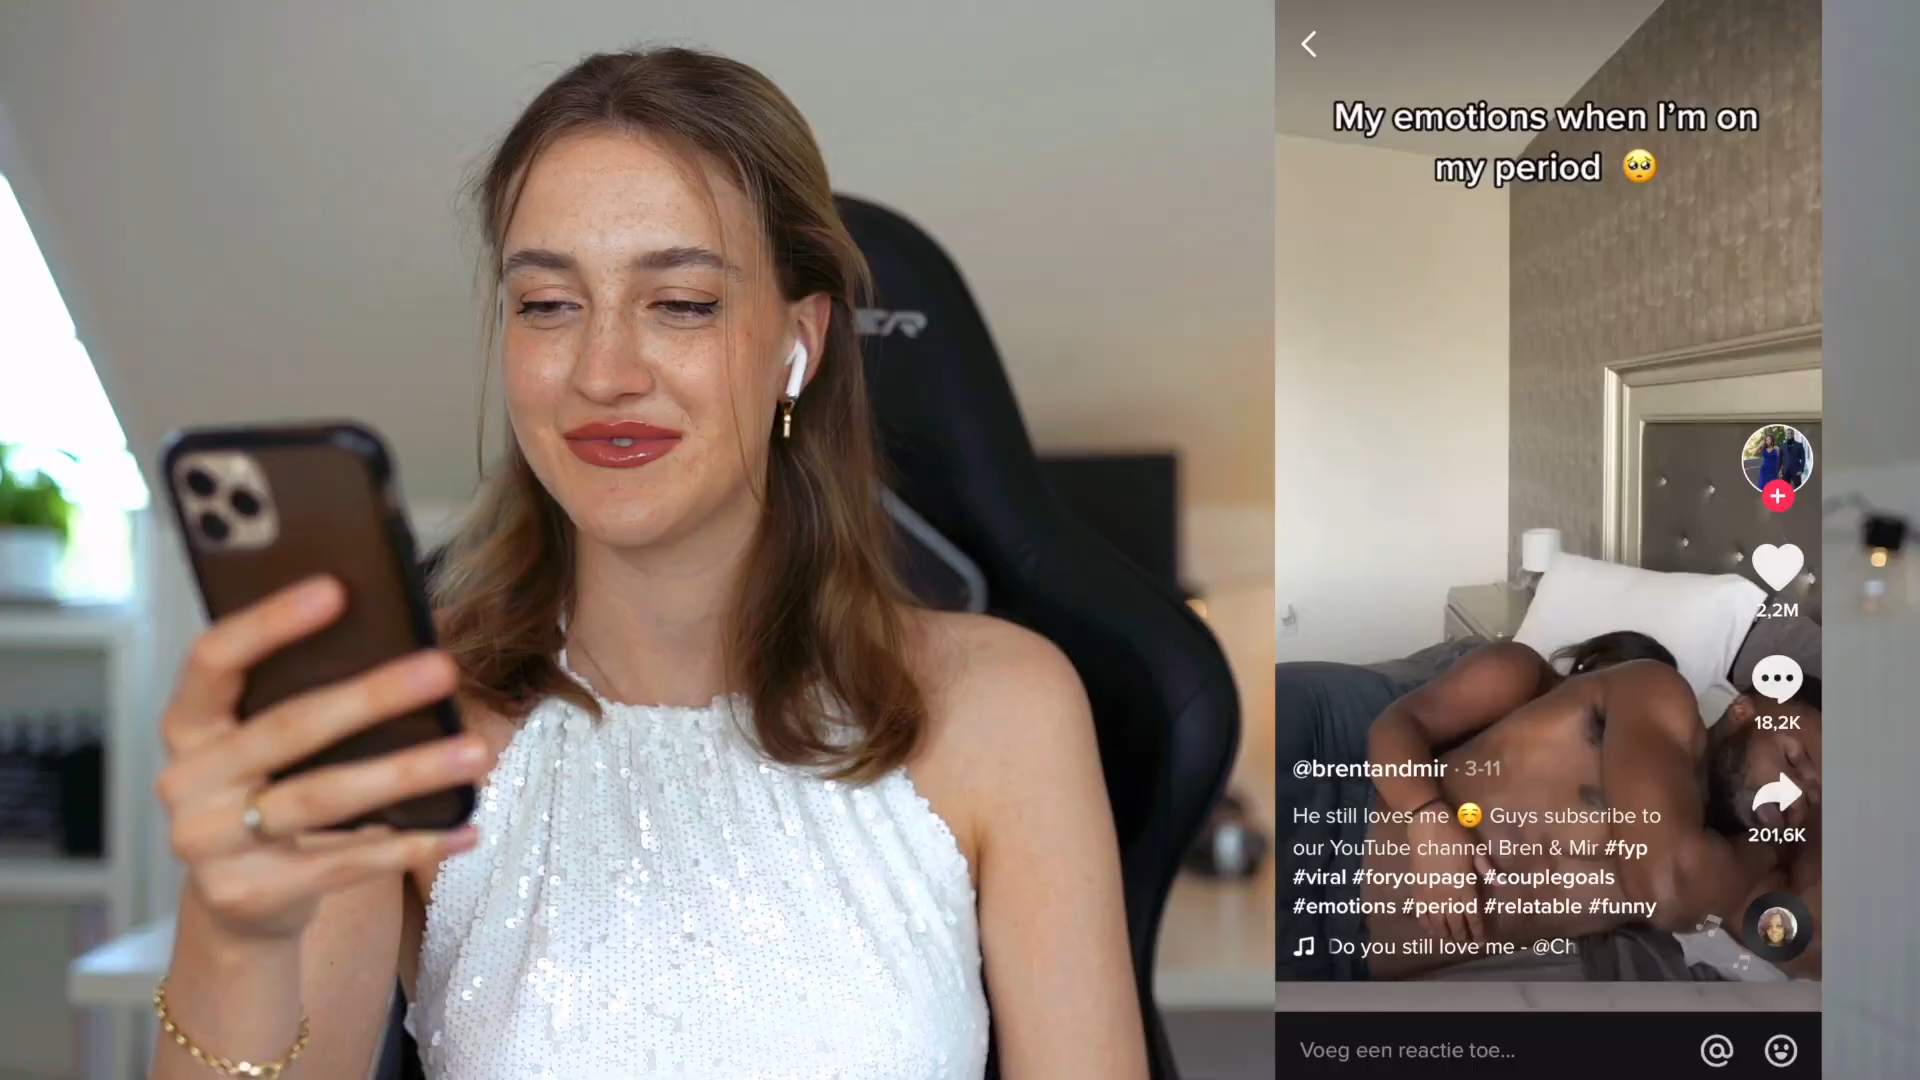 My emotions when I'm on
my period 🥺
2,2M
18,2K
@brentandmir · 3-11
He still loves me ☺️ Guys subscribe to
our YouTube channel Bren & Mir #fyp
#viral #foryoupage #couplegoals
#emotions #period #relatable #funny
201,6K
Do you still love me - @Ch
Voeg een reactie toe...